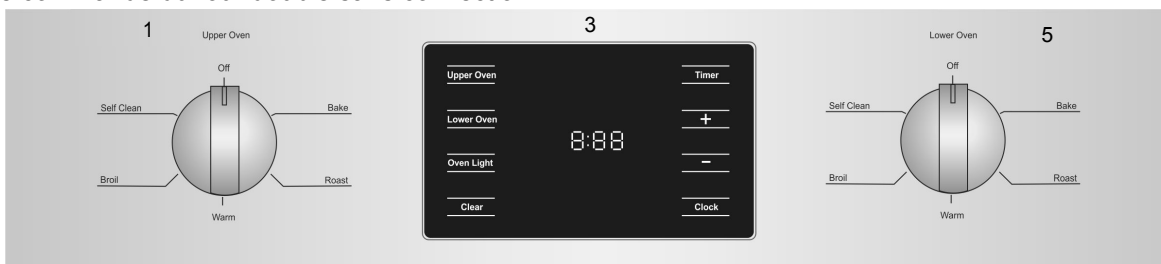 1
Upper Oven
Off
Self Clean
Bake
Broil
Roast
Warm
3
Upper Oven
Timer
Lower Oven
+
8:88
Oven Light
−
Clear
Clock
Lower Oven
5
Off
Self Clean
Bake
Broil
Roast
Warm